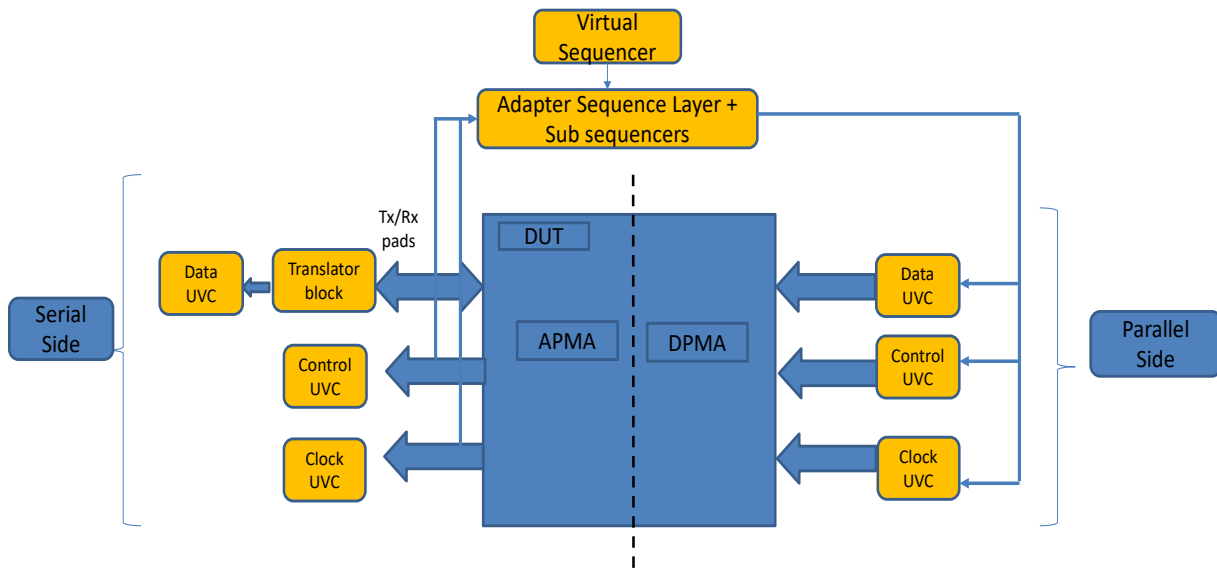 Virtual
Sequencer
Adapter Sequence Layer +
Sub sequencers
Tx/Rx
pads
DUT
Data
UVC
Translator
block
Data
UVC
Serial
Side
APMA
DPMA
Parallel
Side
Control
UVC
Control
UVC
Clock
UVC
Clock
UVC